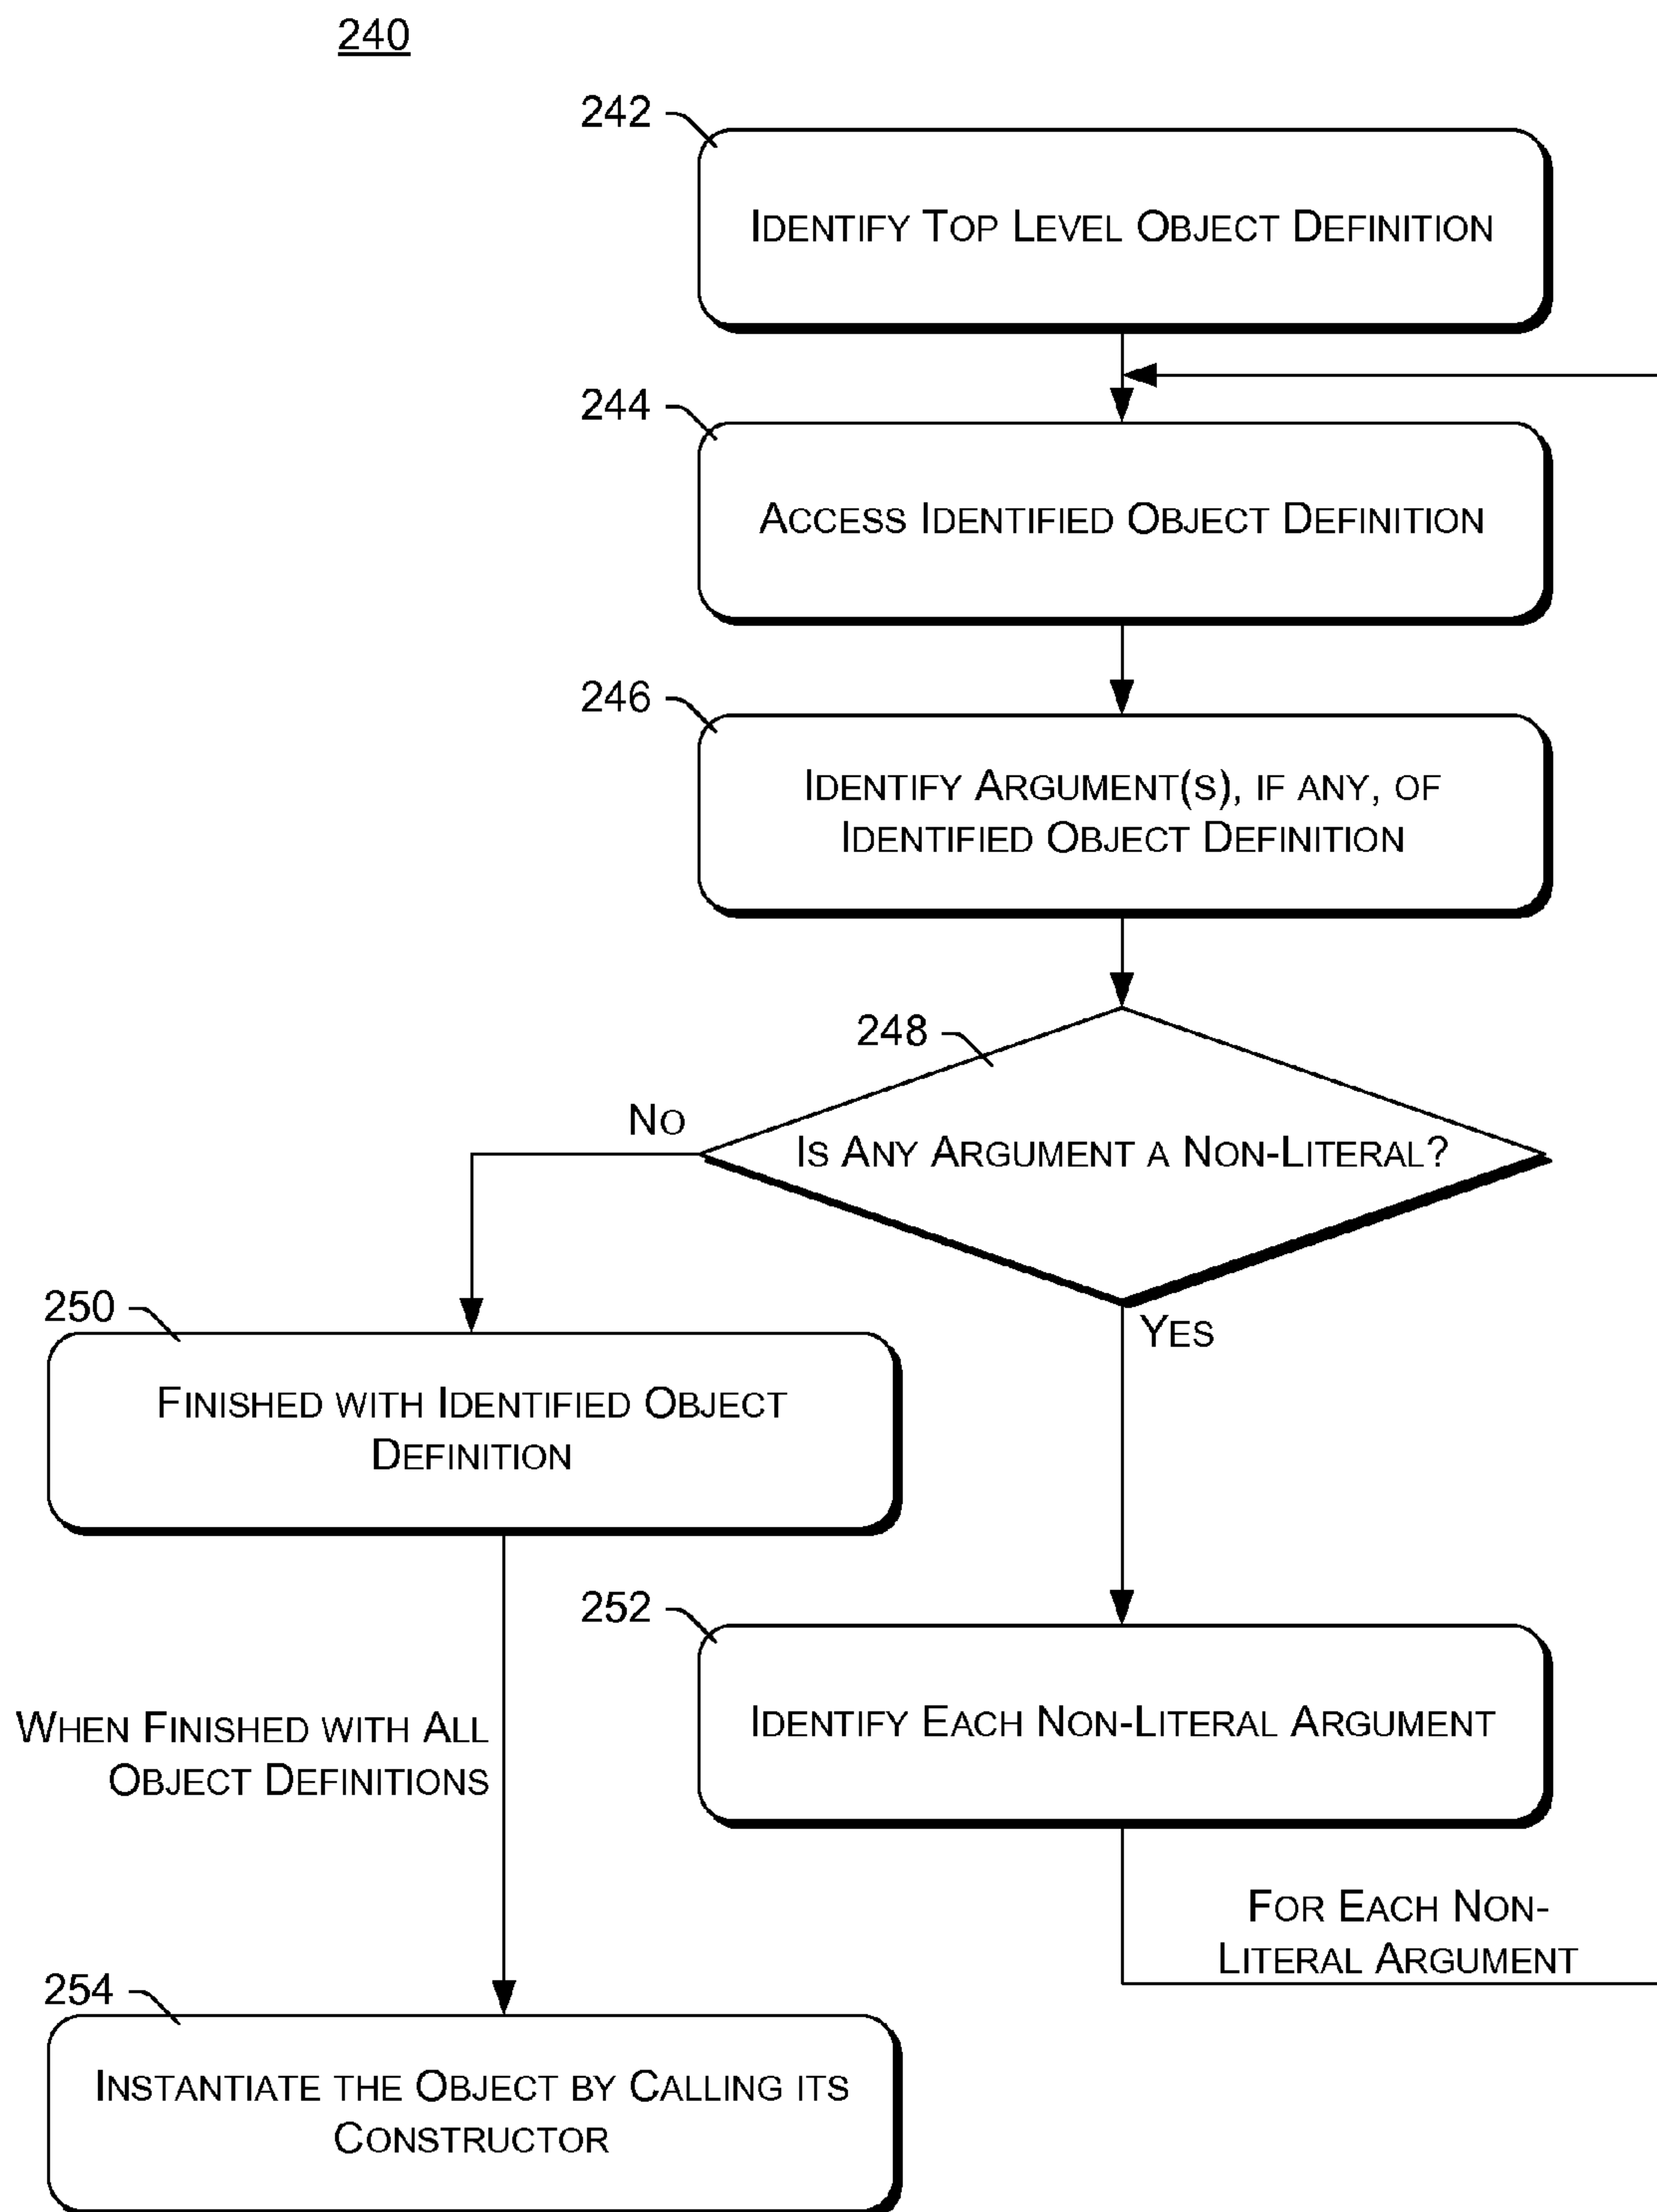 240
242
IDENTIFY TOP LEVEL OBJECT DEFINITION
244
ACCESS IDENTIFIED OBJECT DEFINITION
246
IDENTIFY ARGUMENT(S), IF ANY, OF
IDENTIFIED OBJECT DEFINITION
248
NO
IS ANY ARGUMENT A NON-LITERAL?
YES
250
FINISHED WITH IDENTIFIED OBJECT
DEFINITION
252
IDENTIFY EACH NON-LITERAL ARGUMENT
WHEN FINISHED WITH ALL
OBJECT DEFINITIONS
FOR EACH NON-
LITERAL ARGUMENT
254
INSTANTIATE THE OBJECT BY CALLING ITS
CONSTRUCTOR